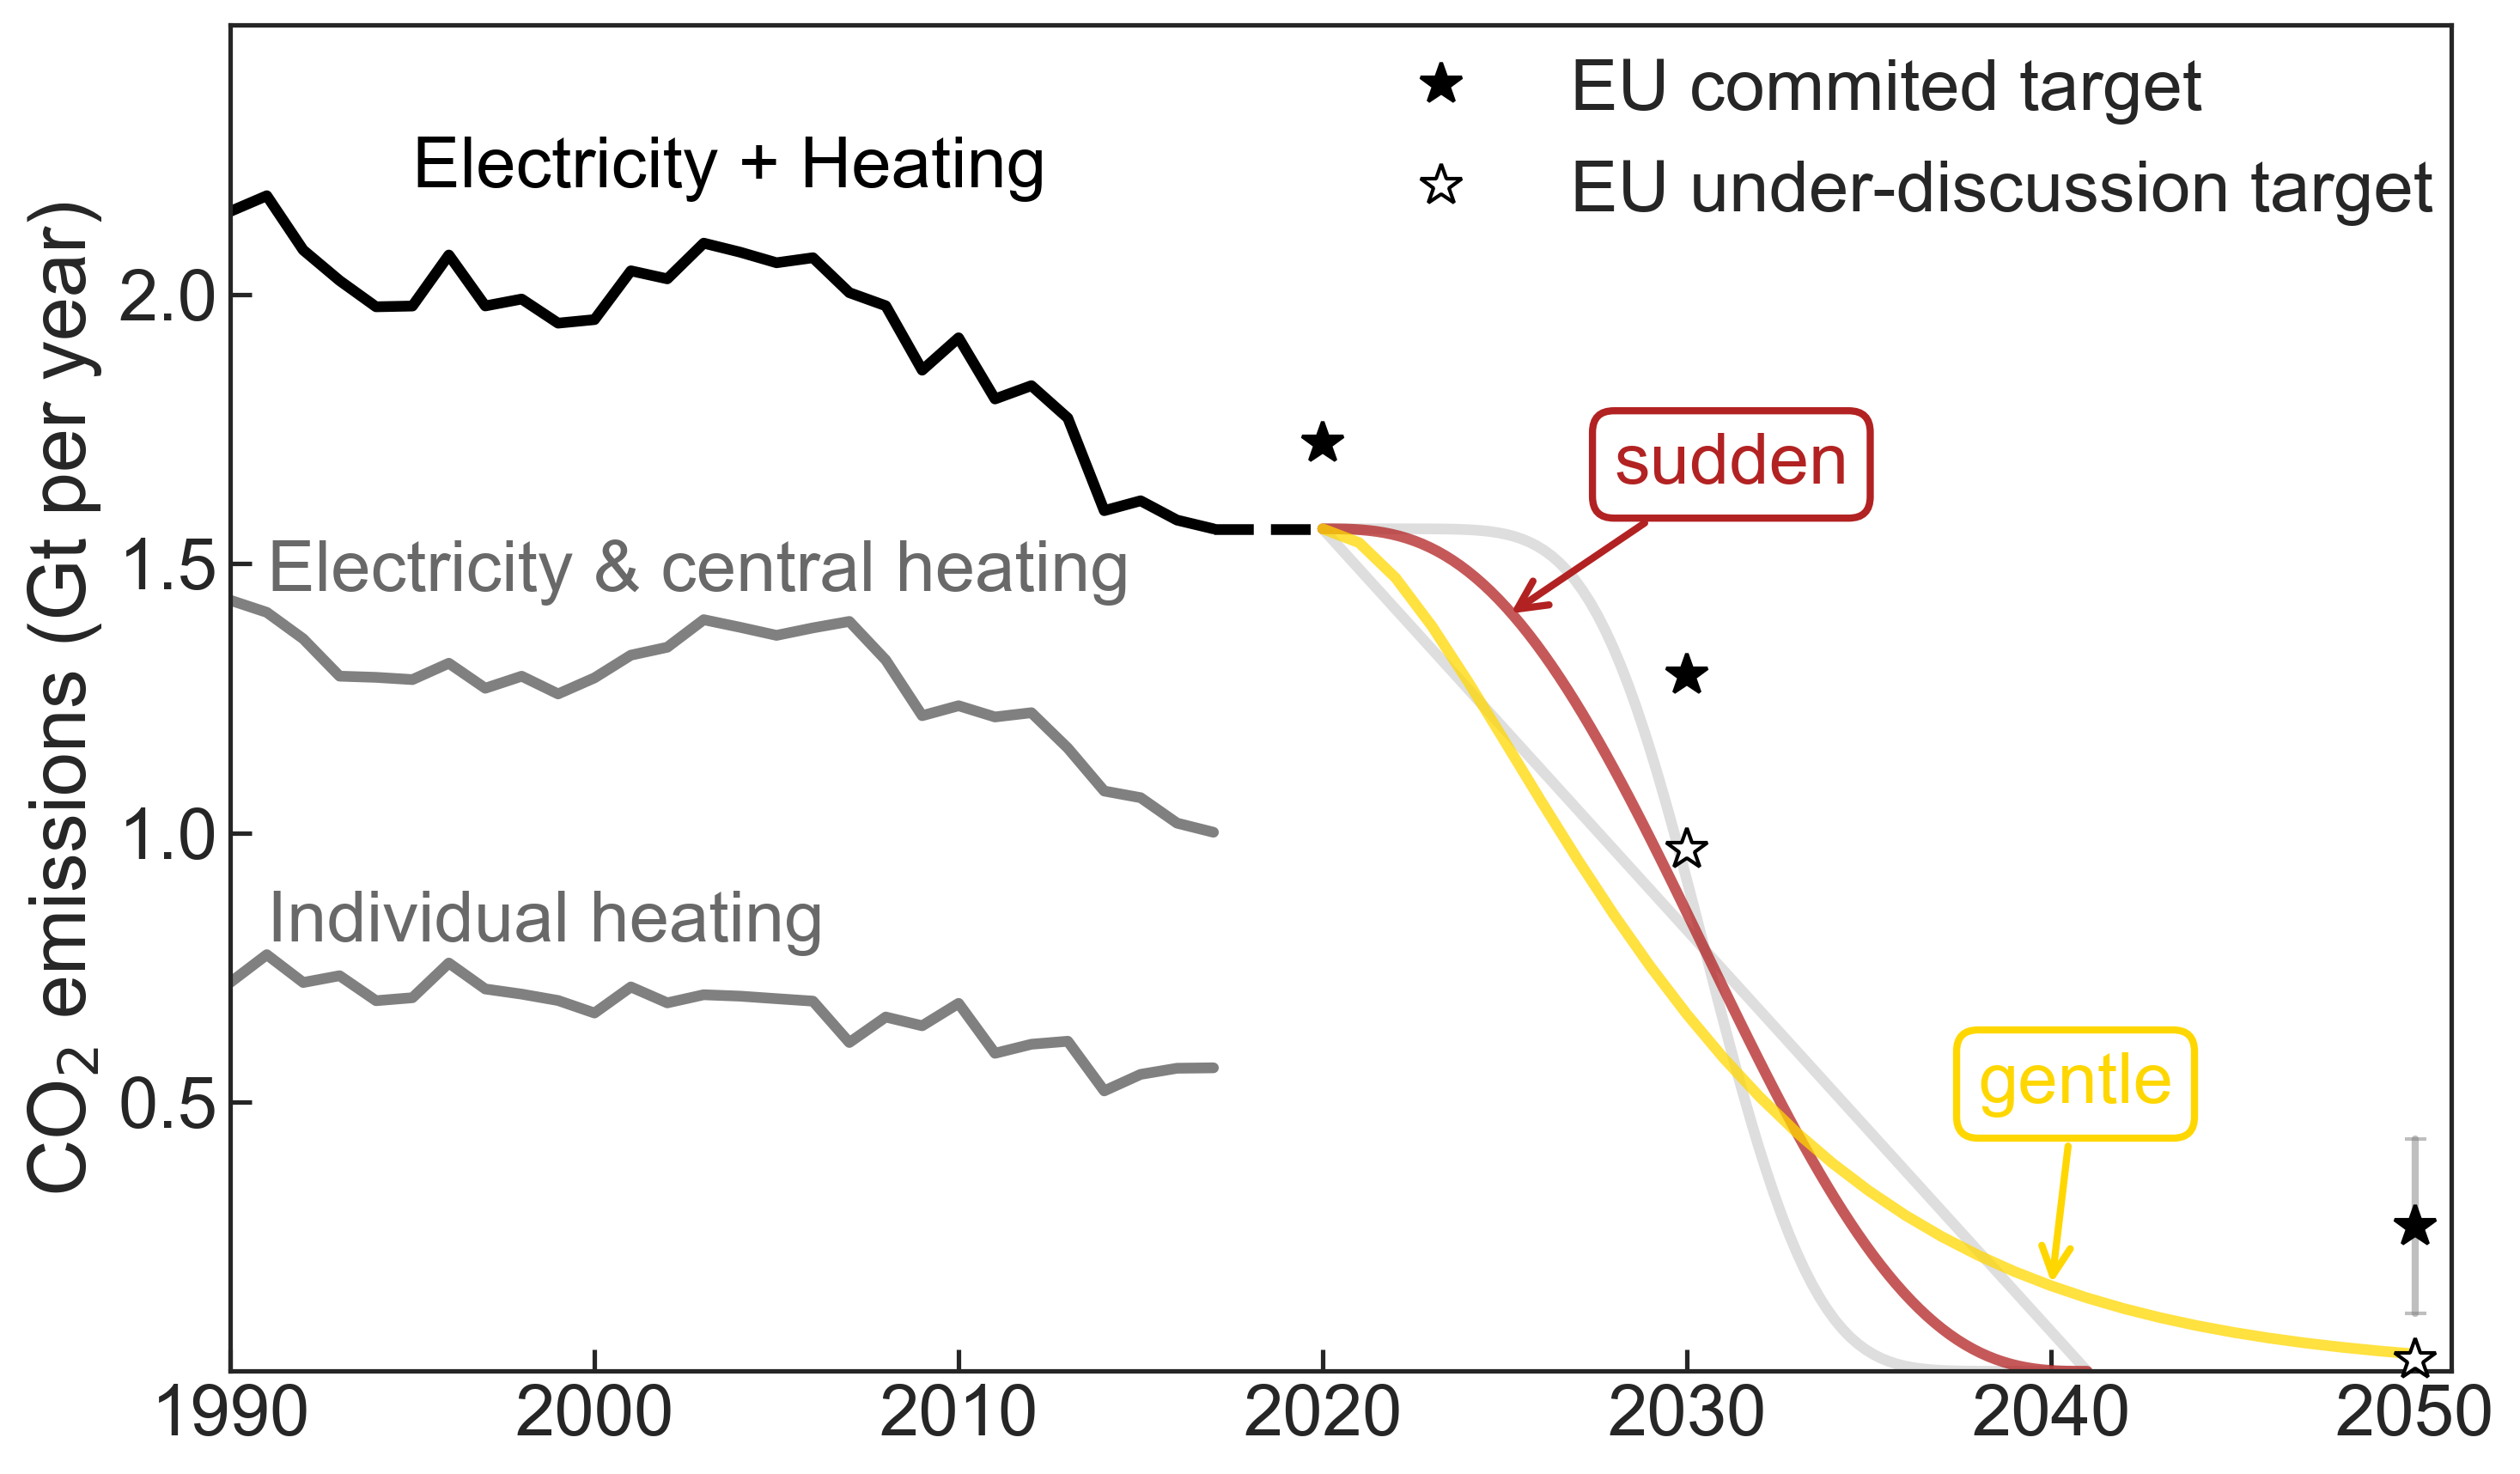 EU commited target
EU under-discussion target
Electricity + Heating
CO2 emissions (Gt per year)
2.0
1.5
1.0
0.5
sudden
Electricity & central heating
Individual heating
gentle
1990 2000 2010 2020 2030 2040 2050